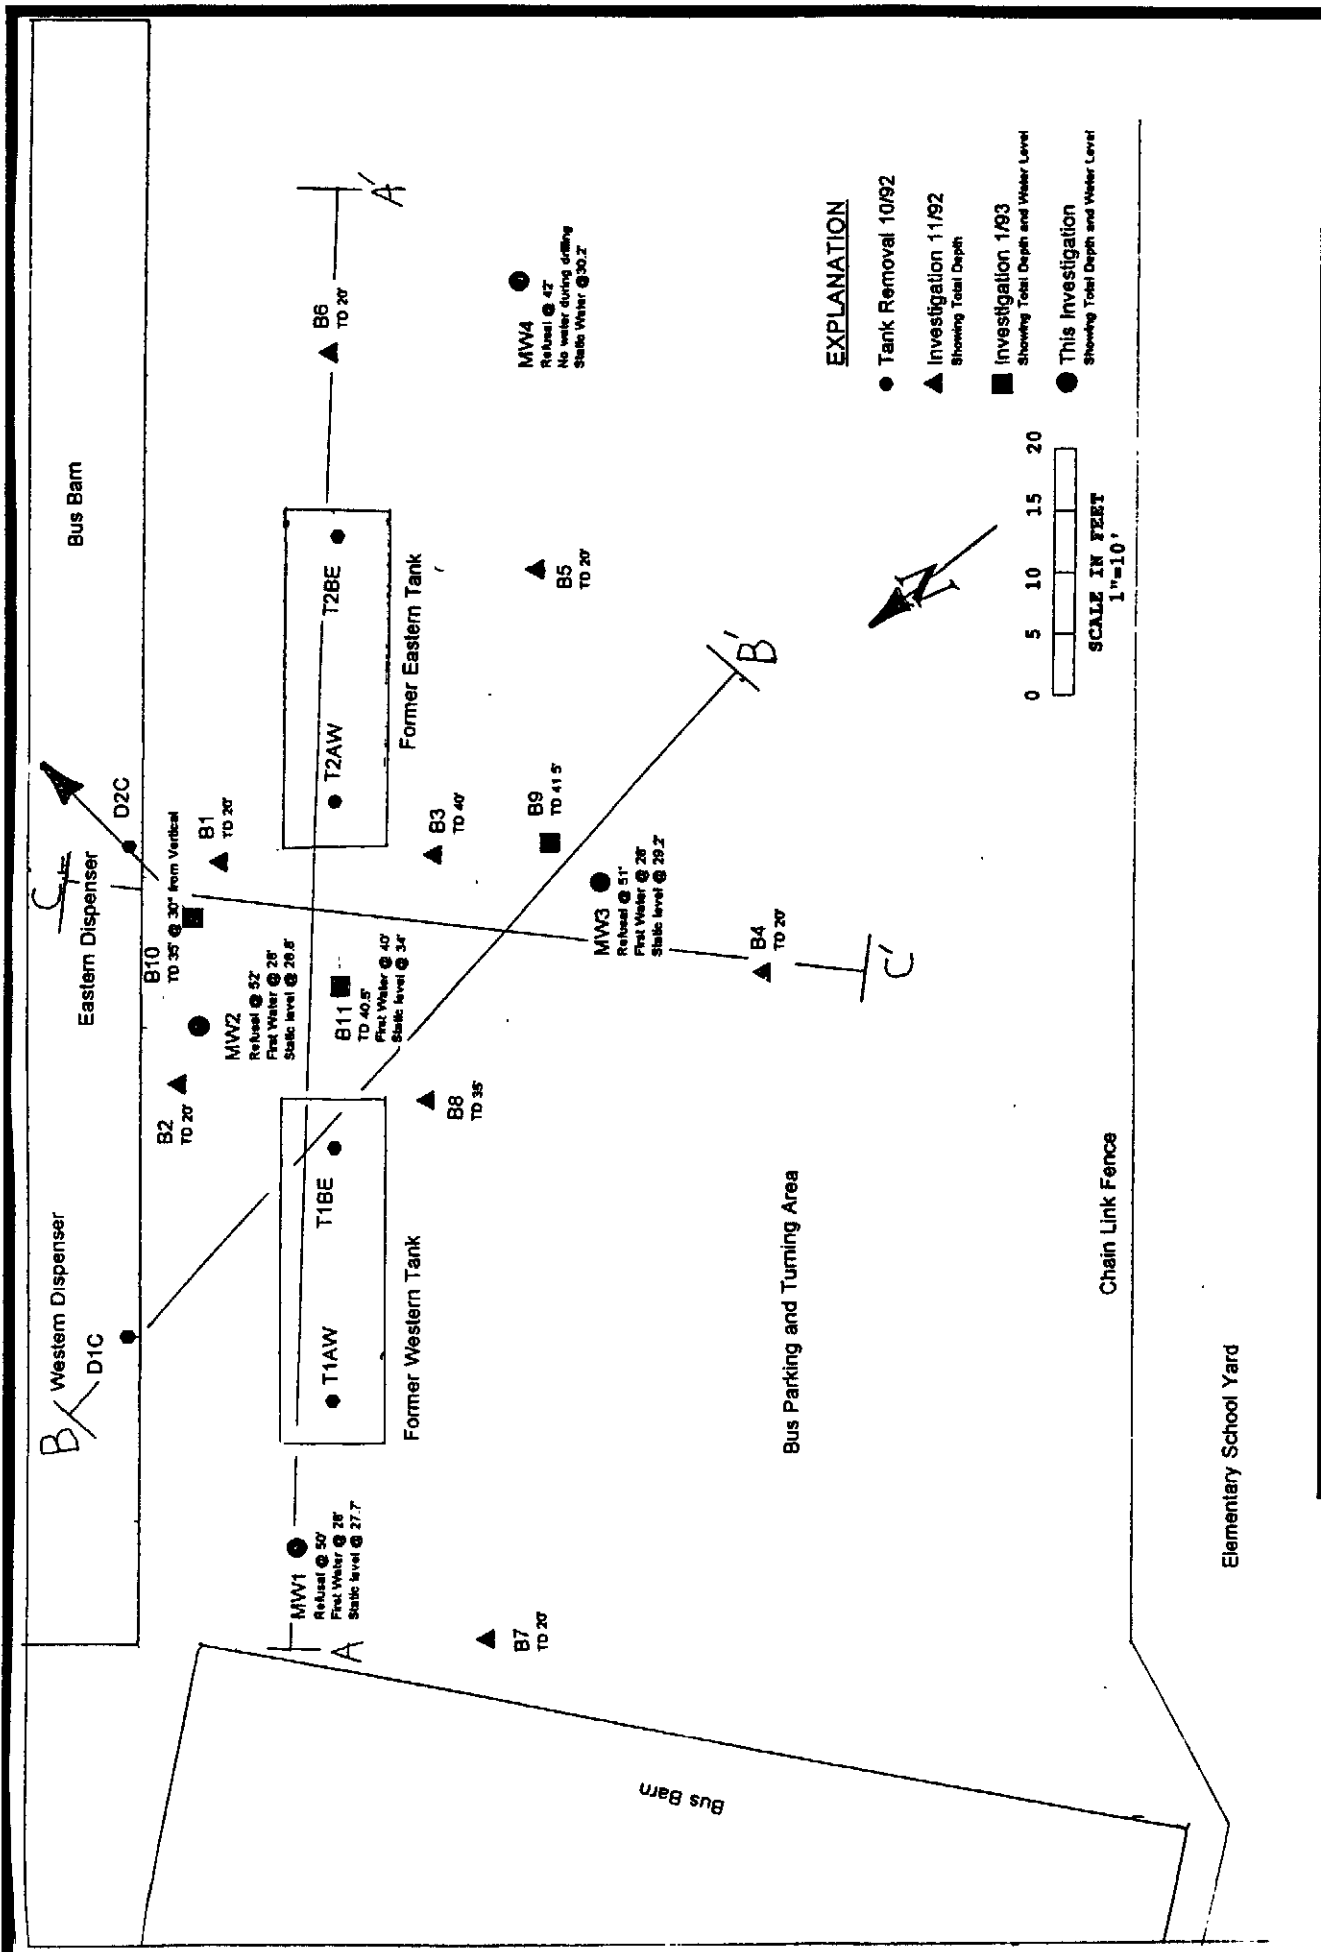 Bus Barn
Eastern Dispenser
D2C
C
B10
TD 35' @ 30° from Vertical
B1
TD 20'
MW2
Refusal @ 52'
First Water @ 28'
Static level @ 28.8'
B2
TD 20'
Western Dispenser
D1C
B
A'
B6
TD 20'
T2BE
T2AW
Former Eastern Tank
B11
TD 40.5'
First Water @ 40'
Static level @ 34'
T1BE
T1AW
Former Western Tank
MW1
Refusal @ 50'
First Water @ 28'
Static level @ 27.7'
A
B3
TD 40'
B8
TD 35'
B7
TD 20'
MW4
Refusal @ 42'
No water during drilling
Static Water @30.2'
B5
TD 20'
B9
TD 41.5'
MW3
Refusal @ 51'
First Water @ 28'
Static level @ 29.2'
B'
B4
TD 20'
C'
Bus Parking and Turning Area
Bus Barn
EXPLANATION
Tank Removal 10/92
Investigation 11/92
Showing Total Depth
Investigation 1/93
Showing Total Depth and Water Level
This Investigation
Showing Total Depth and Water Level
N
0 5 10 15 20
SCALE IN FEET
1"=10'
Chain Link Fence
Elementary School Yard